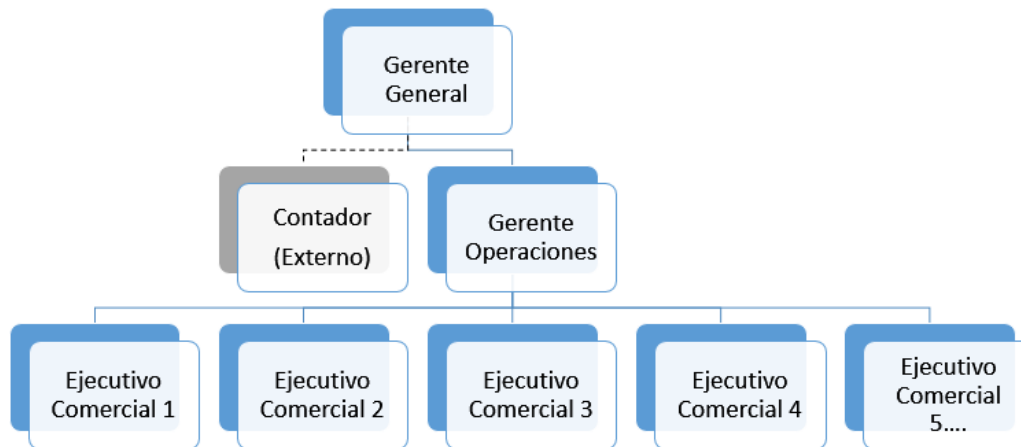 Gerente
General
Contador
(Externo)
Gerente
Operaciones
Ejecutivo
Comercial 1
Ejecutivo
Comercial 2
Ejecutivo
Comercial 3
Ejecutivo
Comercial 4
Ejecutivo
Comercial
5....